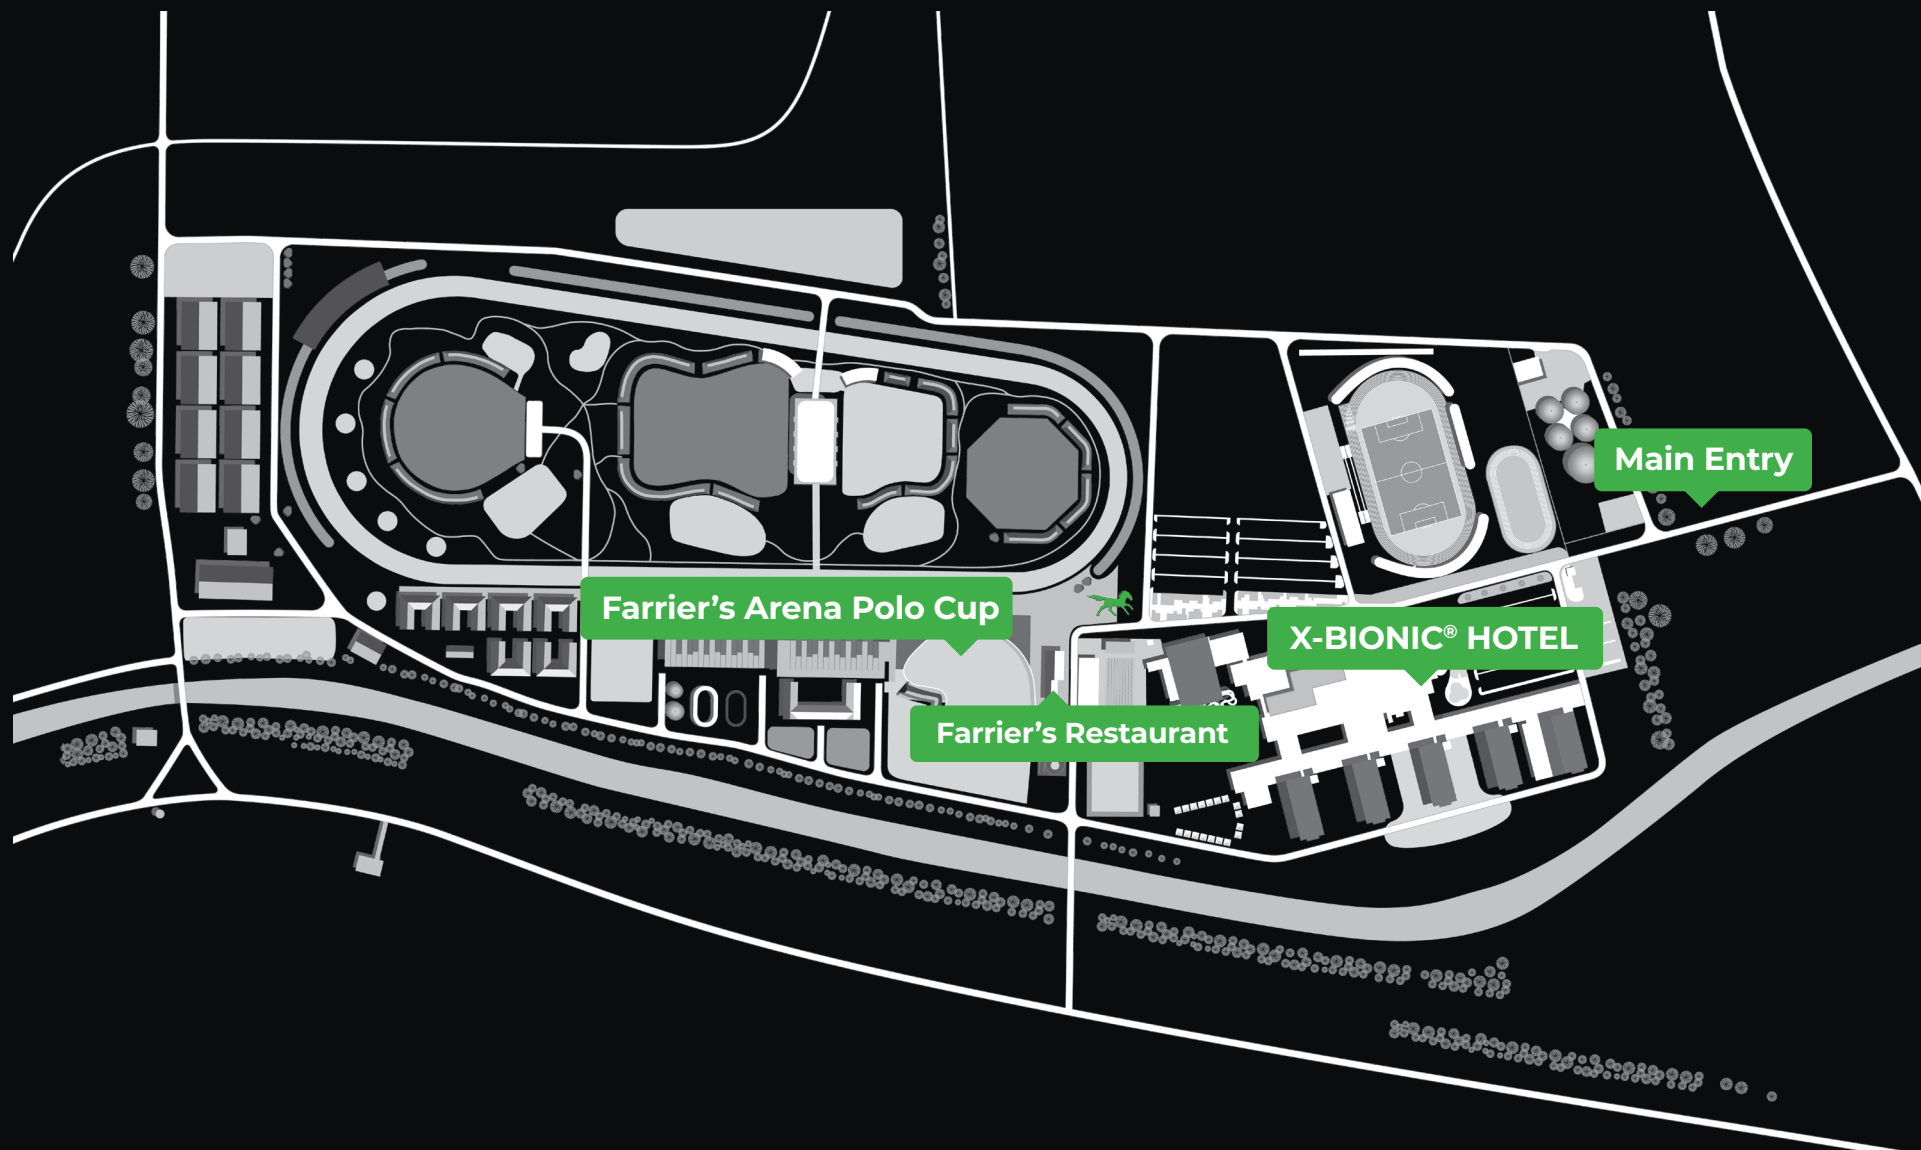 Main Entry
Farrier’s Arena Polo Cup
X-BIONIC® HOTEL
Farrier’s Restaurant